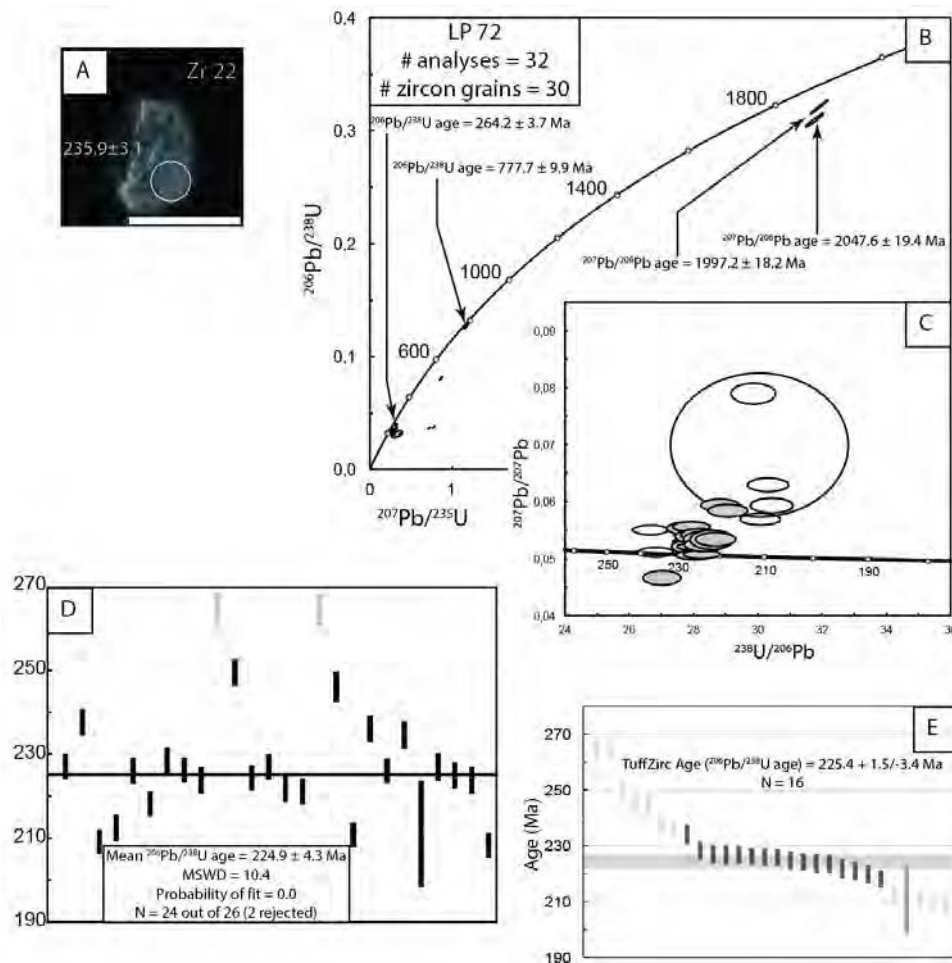 A
Zr 22
235.9±3.1
B
LP 72
# analyses = 32
# zircon grains = 30
²⁰⁶Pb/²³⁸U age = 264.2 ± 3.7 Ma
²⁰⁶Pb/²³⁸U age = 777.7 ± 9.9 Ma
²⁰⁷Pb/²⁰⁶Pb age = 2047.6 ± 19.4 Ma
²⁰⁷Pb/²⁰⁶Pb age = 1997.2 ± 18.2 Ma
1800
1400
1000
600
0.4
0.3
0.2
0.1
0.0
²⁰⁶Pb/²³⁸U
0
1
²⁰⁷Pb/²³⁵U
C
0,09
0,08
0,07
0,06
0,05
0,04
²⁰⁷Pb/²⁰⁷Pb
250
230
210
190
24
26
28
30
32
34
36
²³⁸U/²⁰⁶Pb
D
270
250
230
210
190
Mean ²⁰⁶Pb/²³⁸U age = 224.9 ± 4.3 Ma
MSWD = 10.4
Probability of fit = 0.0
N = 24 out of 26 (2 rejected)
E
TuffZirc Age (²⁰⁶Pb/²³⁸U age) = 225.4 + 1.5/-3.4 Ma
N = 16
270
250
230
210
190
Age (Ma)